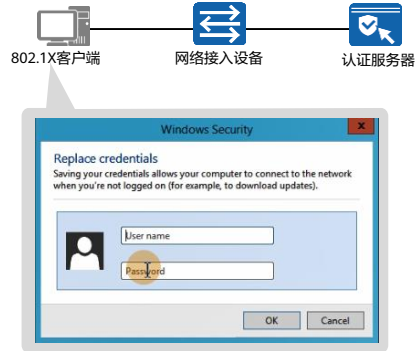 802.1X客户端
网络接入设备
认证服务器
Windows Security
x
Replace credentials
Saving your credentials allows your computer to connect to the network
when you're not logged on (for example, to download updates).
User name
Password
OK
Cancel